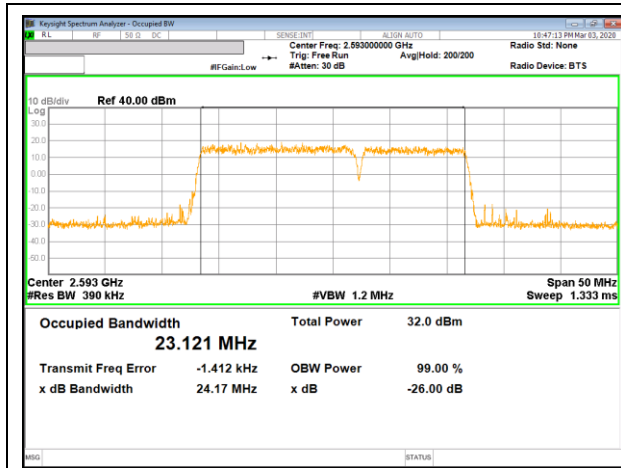 Keysight Spectrum Analyzer - Occupied BW
RL RF 50 Ω DC SENSE:INT ALIGN AUTO 10:47:13 PM Mar 03, 2020
Center Freq: 2.593000000 GHz Radio Std: None
Trig: Free Run Avg|Hold: 200/200
#IFGain:Low #Atten: 30 dB Radio Device: BTS
10 dB/div Ref 40.00 dBm
Log
30.0
20.0
10.0
0.00
-10.0
-20.0
-30.0
-40.0
-50.0
Center 2.593 GHz Span 50 MHz
#Res BW 390 kHz #VBW 1.2 MHz Sweep 1.333 ms
Occupied Bandwidth Total Power 32.0 dBm
23.121 MHz
Transmit Freq Error -1.412 kHz OBW Power 99.00 %
x dB Bandwidth 24.17 MHz x dB -26.00 dB
MSG STATUS